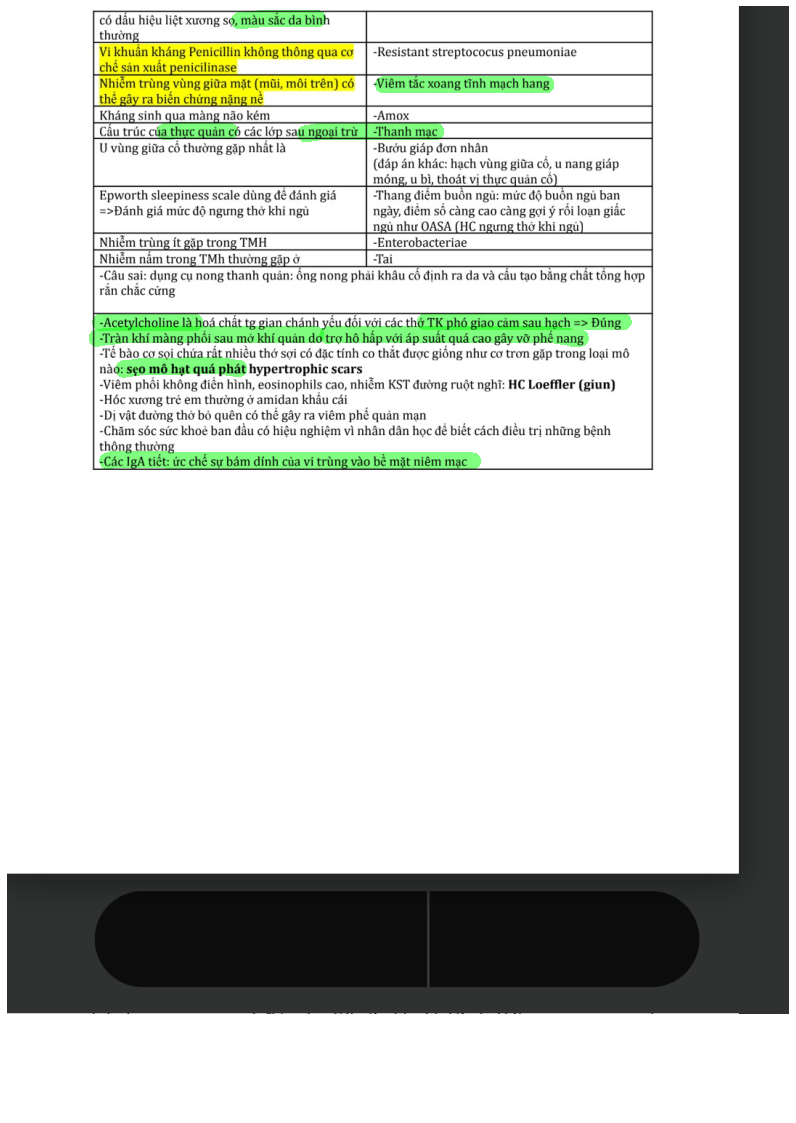 có dấu hiệu liệt xương sọ, màu sắc da bình
thường
Vi khuẩn kháng Penicillin không thông qua cơ
chế sản xuất penicilinase
-Resistant streptococus pneumoniae
Nhiễm trùng vùng giữa mặt (mũi, môi trên) có
thể gây ra biến chứng nặng nề
-Viêm tắc xoang tĩnh mạch hang
Kháng sinh qua màng não kém
-Amox
Cấu trúc của thực quản có các lớp sau ngoại trừ
-Thanh mạc
U vùng giữa cổ thường gặp nhất là
-Bướu giáp đơn nhân
(đáp án khác: hạch vùng giữa cổ, u nang giáp
móng, u bì, thoát vị thực quản cổ)
Epworth sleepiness scale dùng để đánh giá
=>Đánh giá mức độ ngưng thở khi ngủ
-Thang điểm buồn ngủ: mức độ buồn ngủ ban
ngày, điểm số càng cao càng gợi ý rối loạn giấc
ngủ như OASA (HC ngưng thở khi ngủ)
Nhiễm trùng ít gặp trong TMH
-Enterobacteriae
Nhiễm nấm trong TMh thường gặp ở
-Tai
-Câu sai: dụng cụ nong thanh quản: ống nong phải khâu cố định ra da và cấu tạo bằng chất tổng hợp
rắn chắc cứng
-Acetylcholine là hoá chất tg gian chánh yếu đối với các thớ TK phó giao cảm sau hạch => Đúng
-Tràn khí màng phổi sau mở khí quản do trợ hô hấp với áp suất quá cao gây vỡ phế nang
-Tế bào cơ sợi chứa rất nhiều thớ sợi có đặc tính co thắt được giống như cơ trơn gặp trong loại mô
nào: sẹo mô hạt quá phát hypertrophic scars
-Viêm phổi không điển hình, eosinophils cao, nhiễm KST đường ruột nghĩ: HC Loeffler (giun)
-Hóc xương trẻ em thường ở amidan khẩu cái
-Dị vật đường thở bỏ quên có thể gây ra viêm phế quản mạn
-Chăm sóc sức khoẻ ban đầu có hiệu nghiệm vì nhân dân học để biết cách điều trị những bệnh
thông thường
-Các IgA tiết: ức chế sự bám dính của vi trùng vào bề mặt niêm mạc